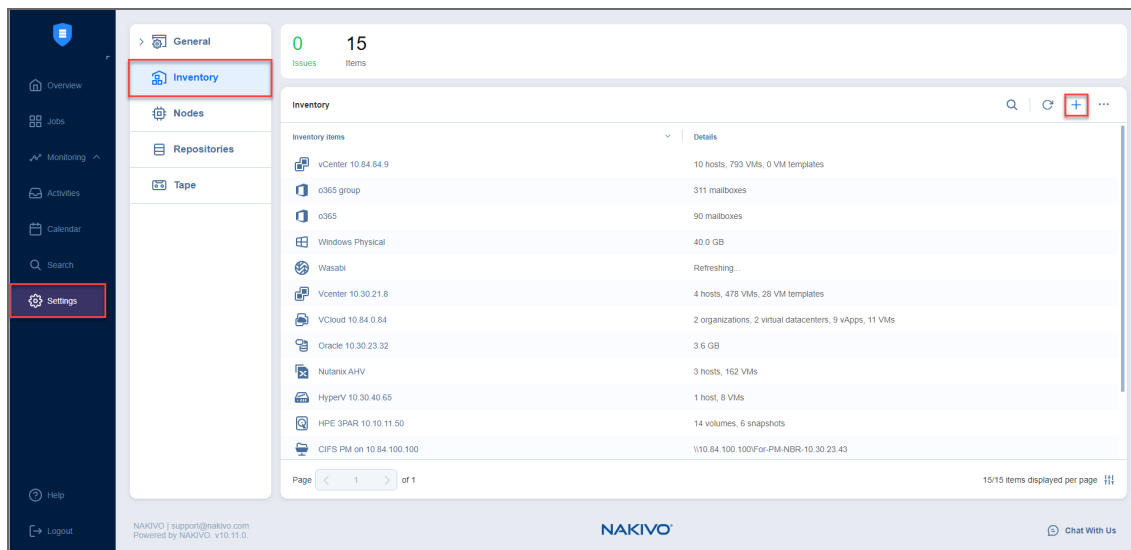 Overview
Jobs
Monitoring
Activities
Calendar
Search
Settings
Help
Logout
General
Inventory
Nodes
Repositories
Tape
0 15
Issues Items
Inventory
Inventory items Details
vCenter 10.84.84.9 10 hosts, 793 VMs, 0 VM templates
o365 group 311 mailboxes
o365 90 mailboxes
Windows Physical 40.0 GB
Wasabi Refreshing...
Vcenter 10.30.21.8 4 hosts, 478 VMs, 28 VM templates
VCloud 10.84.0.84 2 organizations, 2 virtual datacenters, 9 vApps, 11 VMs
Oracle 10.30.23.32 3.6 GB
Nutanix AHV 3 hosts, 162 VMs
HyperV 10.30.40.65 1 host, 8 VMs
HPE 3PAR 10.10.11.50 14 volumes, 6 snapshots
CIFS PM on 10.84.100.100 \\10.84.100.100\For-PM-NBR-10.30.23.43
Page 1 of 1 15/15 items displayed per page
NAKIVO | support@nakivo.com
Powered by NAKIVO. v10.11.0.
NAKIVO®
Chat With Us